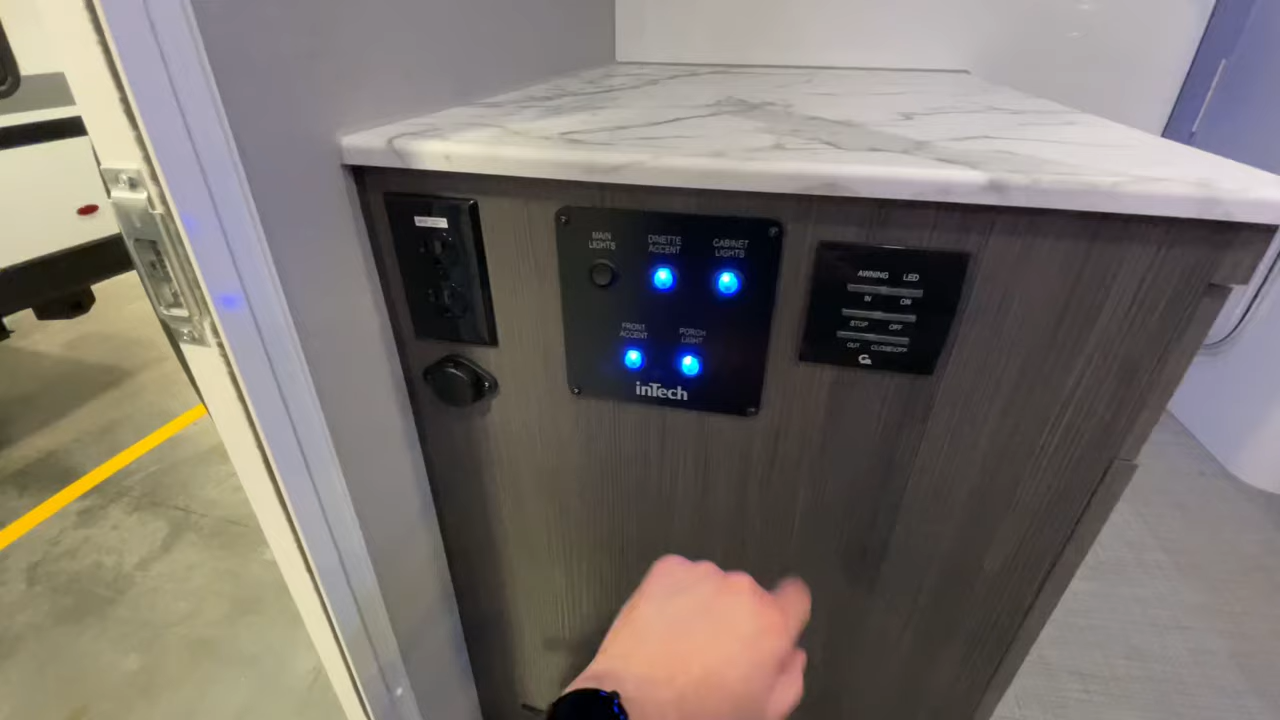 MAIN
LIGHTS
DINETTE
ACCENT
CABINET
LIGHTS
FRONT
ACCENT
PORCH
LIGHT
inTech
AWNING LED
IN ON
STOP OFF
OUT CLOSE/OFF